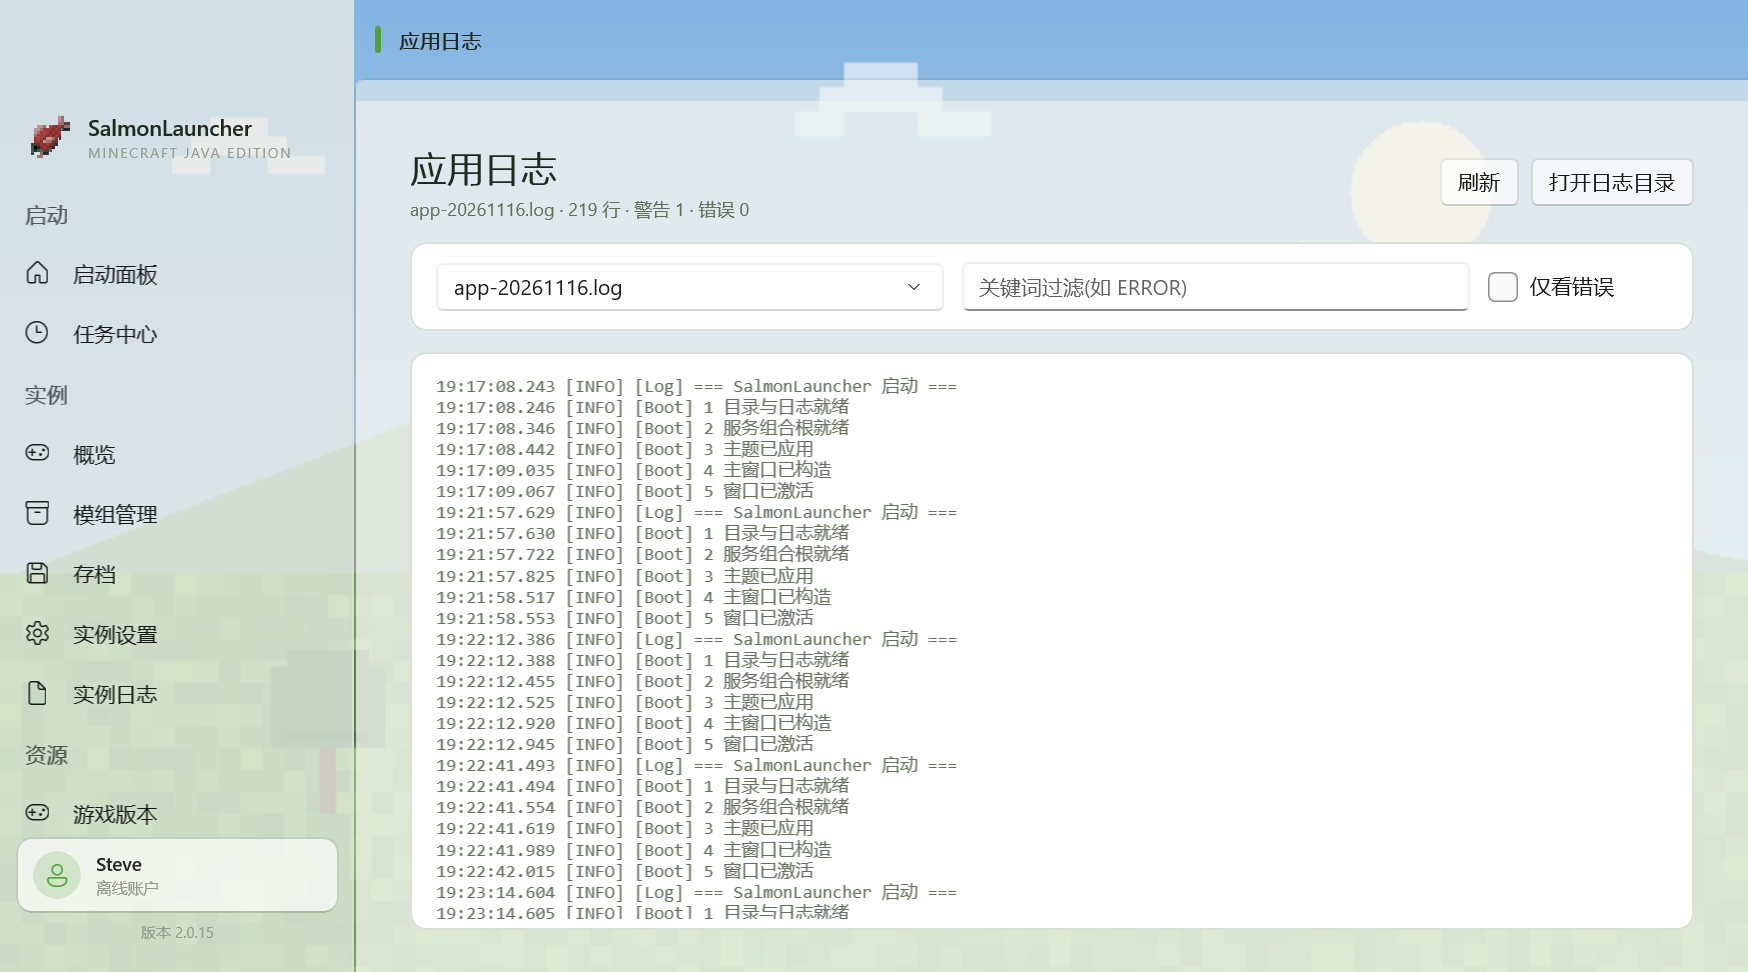 应用日志
SalmonLauncher
MINECRAFT JAVA EDITION
启动
启动面板
任务中心
实例
概览
模组管理
存档
实例设置
实例日志
资源
游戏版本
Steve
离线账户
版本 2.0.15
应用日志
app-20261116.log · 219 行 · 警告 1 · 错误 0
刷新
打开日志目录
app-20261116.log
关键词过滤(如 ERROR)
仅看错误
19:17:08.243 [INFO] [Log] === SalmonLauncher 启动 ===
19:17:08.246 [INFO] [Boot] 1 目录与日志就绪
19:17:08.346 [INFO] [Boot] 2 服务组合根就绪
19:17:08.442 [INFO] [Boot] 3 主题已应用
19:17:09.035 [INFO] [Boot] 4 主窗口已构造
19:17:09.067 [INFO] [Boot] 5 窗口已激活
19:21:57.629 [INFO] [Log] === SalmonLauncher 启动 ===
19:21:57.630 [INFO] [Boot] 1 目录与日志就绪
19:21:57.722 [INFO] [Boot] 2 服务组合根就绪
19:21:57.825 [INFO] [Boot] 3 主题已应用
19:21:58.517 [INFO] [Boot] 4 主窗口已构造
19:21:58.553 [INFO] [Boot] 5 窗口已激活
19:22:12.386 [INFO] [Log] === SalmonLauncher 启动 ===
19:22:12.388 [INFO] [Boot] 1 目录与日志就绪
19:22:12.455 [INFO] [Boot] 2 服务组合根就绪
19:22:12.525 [INFO] [Boot] 3 主题已应用
19:22:12.920 [INFO] [Boot] 4 主窗口已构造
19:22:12.945 [INFO] [Boot] 5 窗口已激活
19:22:41.493 [INFO] [Log] === SalmonLauncher 启动 ===
19:22:41.494 [INFO] [Boot] 1 目录与日志就绪
19:22:41.554 [INFO] [Boot] 2 服务组合根就绪
19:22:41.619 [INFO] [Boot] 3 主题已应用
19:22:41.989 [INFO] [Boot] 4 主窗口已构造
19:22:42.015 [INFO] [Boot] 5 窗口已激活
19:23:14.604 [INFO] [Log] === SalmonLauncher 启动 ===
19:23:14.605 [INFO] [Boot] 1 目录与日志就绪